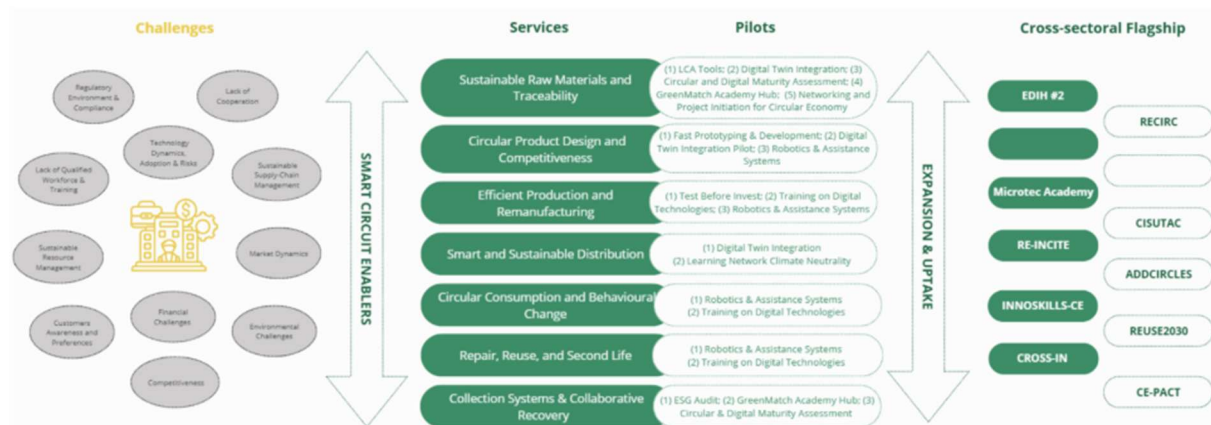 Challenges
Services
Pilots
Cross-sectoral Flagship
Regulatory
Environment &
Compliance
Lack of
Cooperation
Technology
Dynamics,
Adoption & Risks
Lack of Qualified
Workforce &
Training
Sustainable
Supply-Chain
Management
Sustainable
Resource
Management
Market Dynamics
Financial
Challenges
Customers
Awareness and
Preferences
Environmental
Challenges
Competitiveness
SMART CIRCUIT ENABLERS
Sustainable Raw Materials and
Traceability
(1) LCA Tools; (2) Digital Twin Integration; (3)
Circular and Digital Maturity Assessment; (4)
GreenMatch Academy Hub; (5) Networking and
Project Initiation for Circular Economy
Circular Product Design and
Competitiveness
(1) Fast Prototyping & Development; (2) Digital
Twin Integration Pilot; (3) Robotics & Assistance
Systems
Efficient Production and
Remanufacturing
(1) Test Before Invest; (2) Training on Digital
Technologies; (3) Robotics & Assistance Systems
Smart and Sustainable Distribution
(1) Digital Twin Integration
(2) Learning Network Climate Neutrality
Circular Consumption and Behavioural
Change
(1) Robotics & Assistance Systems
(2) Training on Digital Technologies
Repair, Reuse, and Second Life
(1) Robotics & Assistance Systems
(2) Training on Digital Technologies
Collection Systems & Collaborative
Recovery
(1) ESG Audit; (2) GreenMatch Academy Hub; (3)
Circular & Digital Maturity Assessment
EXPANSION & UPTAKE
EDIH #2
RECIRC
Microtec Academy
CISUTAC
RE-INCITE
ADDCIRCLES
INNOSKILLS-CE
REUSE2030
CROSS-IN
CE-PACT